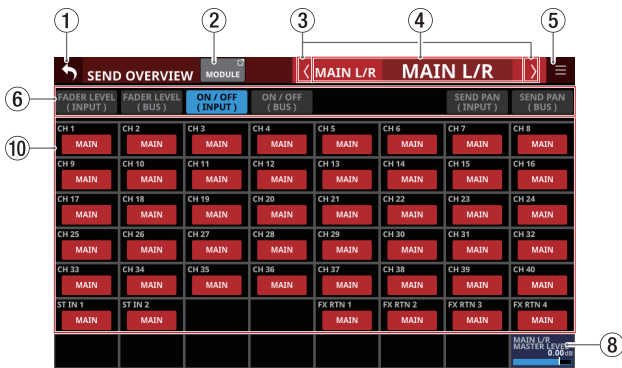 1 2 3 4 5
SEND OVERVIEW MODULE MAIN L/R MAIN L/R
6 FADER LEVEL FADER LEVEL ON / OFF ON / OFF SEND PAN SEND PAN
( INPUT ) ( BUS ) ( INPUT ) ( BUS ) ( INPUT ) ( BUS )
CH 1 CH 2 CH 3 CH 4 CH 5 CH 6 CH 7 CH 8
10 MAIN MAIN MAIN MAIN MAIN MAIN MAIN MAIN
CH 9 CH 10 CH 11 CH 12 CH 13 CH 14 CH 15 CH 16
MAIN MAIN MAIN MAIN MAIN MAIN MAIN MAIN
CH 17 CH 18 CH 19 CH 20 CH 21 CH 22 CH 23 CH 24
MAIN MAIN MAIN MAIN MAIN MAIN MAIN MAIN
CH 25 CH 26 CH 27 CH 28 CH 29 CH 30 CH 31 CH 32
MAIN MAIN MAIN MAIN MAIN MAIN MAIN MAIN
CH 33 CH 34 CH 35 CH 36 CH 37 CH 38 CH 39 CH 40
MAIN MAIN MAIN MAIN MAIN MAIN MAIN MAIN
ST IN 1 ST IN 2 FX RTN 1 FX RTN 2 FX RTN 3 FX RTN 4
MAIN MAIN MAIN MAIN MAIN MAIN
MAIN L/R
MASTER LEVEL 8
0.00dB